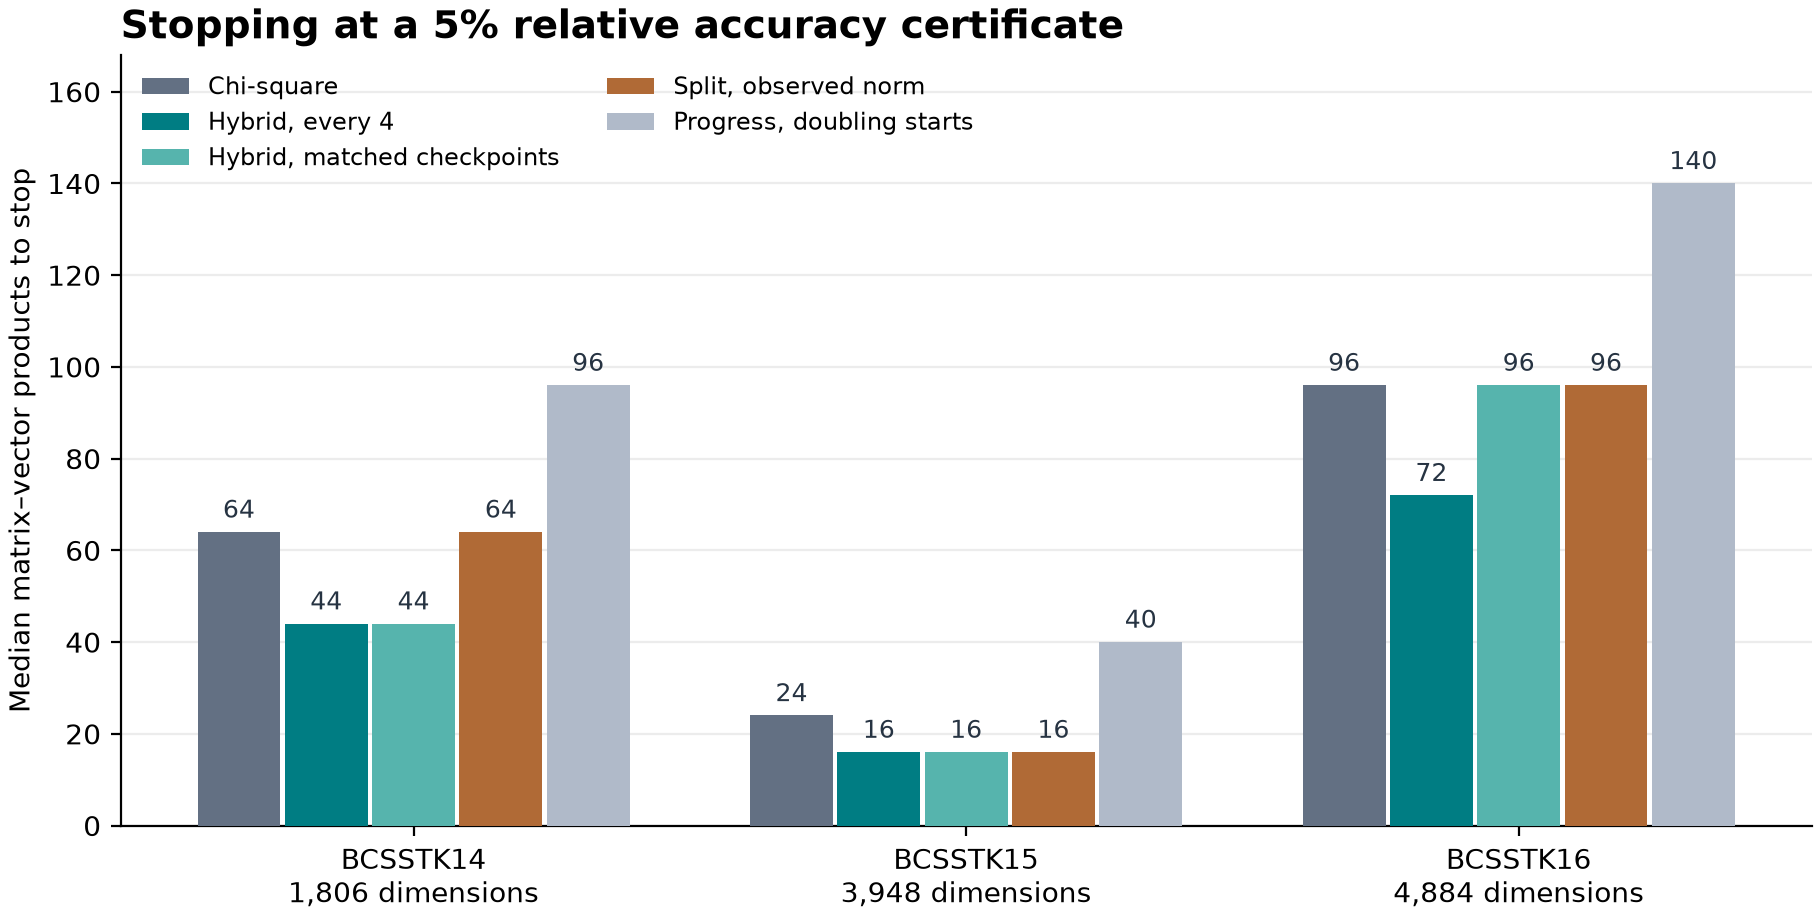 Stopping at a 5% relative accuracy certificate
Chi-square
Hybrid, every 4
Hybrid, matched checkpoints
Split, observed norm
Progress, doubling starts
Median matrix–vector products to stop
160
140
120
100
80
60
40
20
0
64
44
44
64
96
24
16
16
16
40
96
72
96
96
140
BCSSTK14
1,806 dimensions
BCSSTK15
3,948 dimensions
BCSSTK16
4,884 dimensions